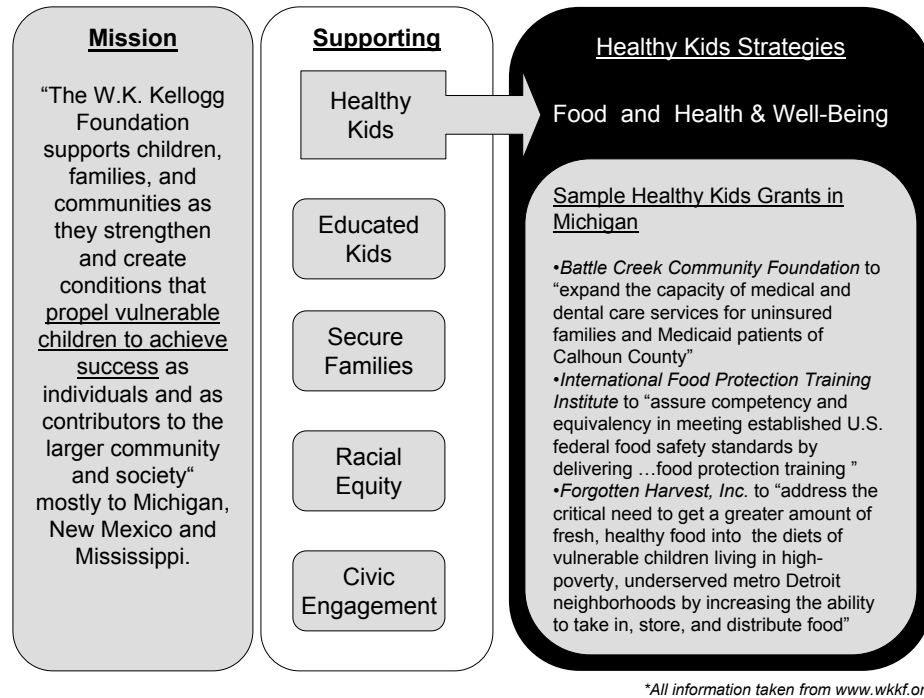 Mission
“The W.K. Kellogg
Foundation
supports children,
families, and
communities as
they strengthen
and create
conditions that
propel vulnerable
children to achieve
success as
individuals and as
contributors to the
larger community
and society“
mostly to Michigan,
New Mexico and
Mississippi.
Supporting
Healthy
Kids
Educated
Kids
Secure
Families
Racial
Equity
Civic
Engagement
Healthy Kids Strategies
Food and Health & Well-Being
Sample Healthy Kids Grants in
Michigan
•Battle Creek Community Foundation to
“expand the capacity of medical and
dental care services for uninsured
families and Medicaid patients of
Calhoun County”
•International Food Protection Training
Institute to “assure competency and
equivalency in meeting established U.S.
federal food safety standards by
delivering …food protection training ”
•Forgotten Harvest, Inc. to “address the
critical need to get a greater amount of
fresh, healthy food into the diets of
vulnerable children living in high-
poverty, underserved metro Detroit
neighborhoods by increasing the ability
to take in, store, and distribute food”
*All information taken from www.wkkf.or